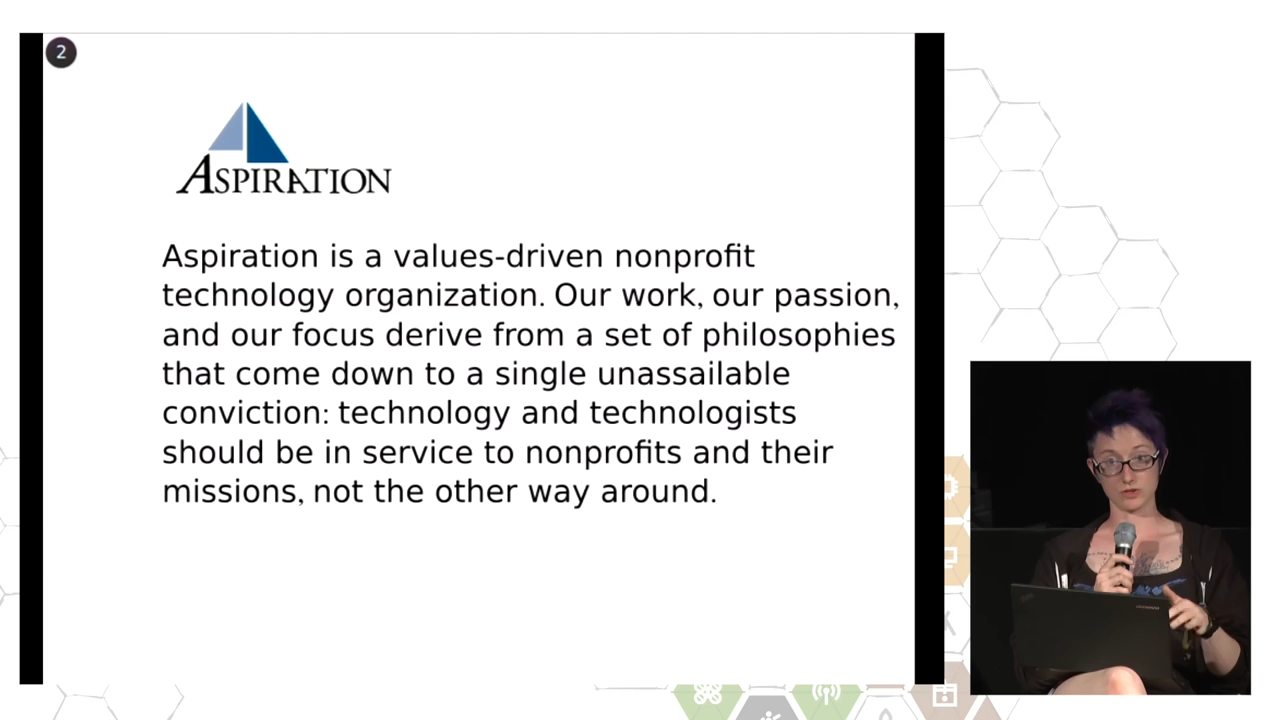 2
ASPIRATION
Aspiration is a values-driven nonprofit
technology organization. Our work, our passion,
and our focus derive from a set of philosophies
that come down to a single unassailable
conviction: technology and technologists
should be in service to nonprofits and their
missions, not the other way around.